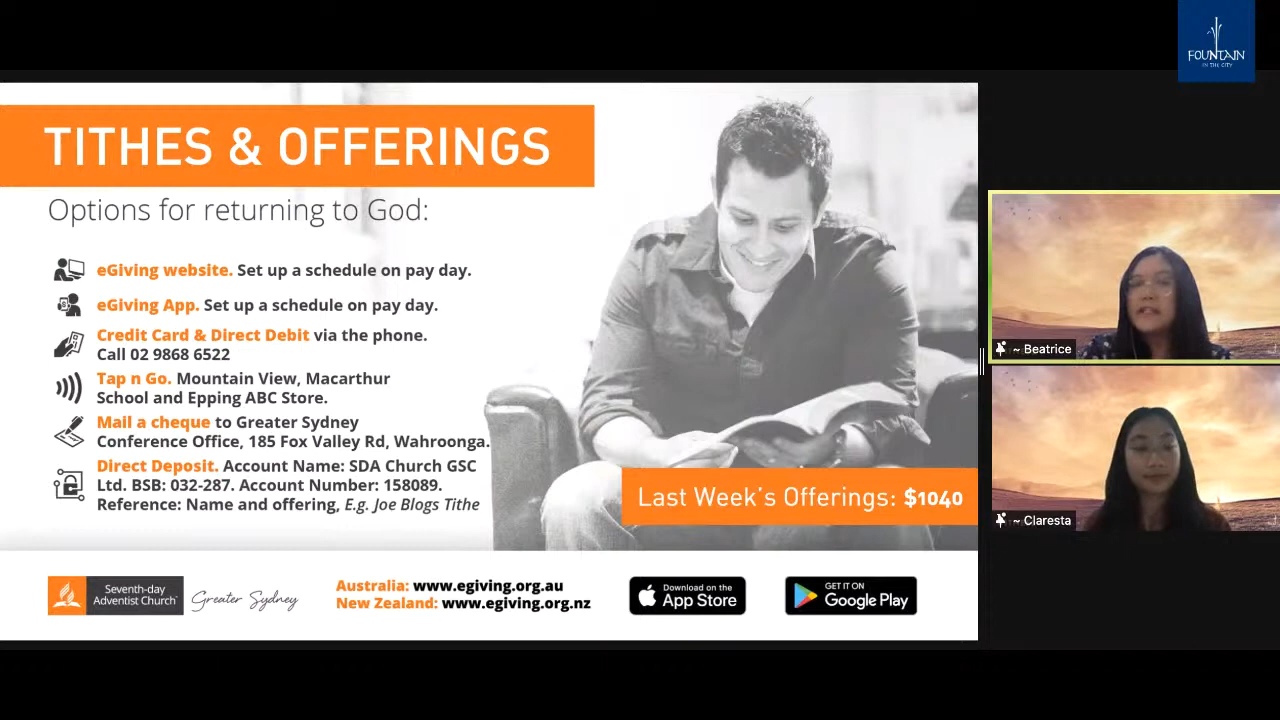 FOUNTAIN
IN THE CITY
TITHES & OFFERINGS
Options for returning to God:
eGiving website. Set up a schedule on pay day.
eGiving App. Set up a schedule on pay day.
Credit Card & Direct Debit via the phone.
Call 02 9868 6522
Tap n Go. Mountain View, Macarthur
School and Epping ABC Store.
Mail a cheque to Greater Sydney
Conference Office, 185 Fox Valley Rd, Wahroonga.
Direct Deposit. Account Name: SDA Church GSC
Ltd. BSB: 032-287. Account Number: 158089.
Reference: Name and offering, E.g. Joe Blogs Tithe
Last Week's Offerings: $1040
Seventh-day
Adventist Church
Greater Sydney
Australia: www.egiving.org.au
New Zealand: www.egiving.org.nz
Download on the
App Store
GET IT ON
Google Play
~ Beatrice
~ Claresta